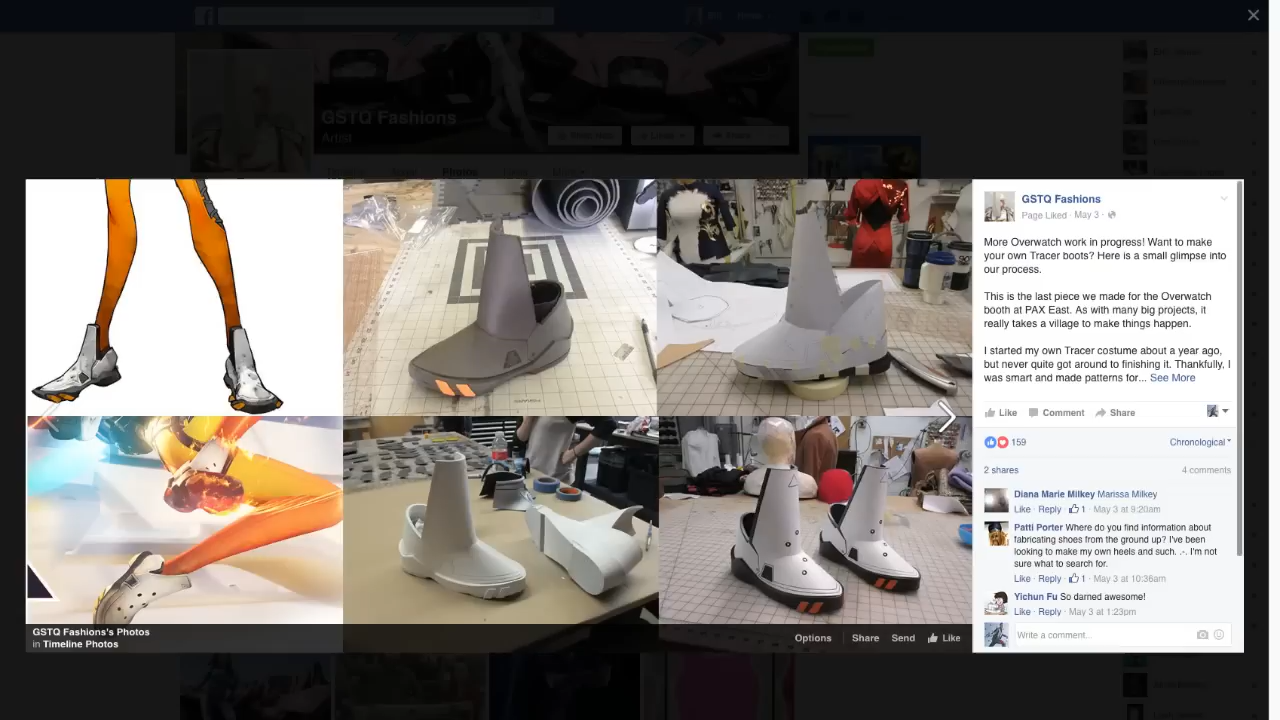 GSTQ Fashions
Artist
Photos
GSTQ Fashions
Page Liked · May 3 ·
More Overwatch work in progress! Want to make
your own Tracer boots? Here is a small glimpse into
our process.
This is the last piece we made for the Overwatch
booth at PAX East. As with many big projects, it
really takes a village to make things happen.
I started my own Tracer costume about a year ago,
but never quite got around to finishing it. Thankfully, I
was smart and made patterns for... See More
Like Comment Share
159 Chronological
2 shares 4 comments
Diana Marie Milkey Marissa Milkey
Like · Reply · 1 · May 3 at 9:20am
Patti Porter Where do you find information about
fabricating shoes from the ground up? I've been
looking to make my own heels and such. .-. I'm not
sure what to search for.
Like · Reply · 1 · May 3 at 10:36am
Yichun Fu So darned awesome!
Like · Reply · May 3 at 1:23pm
Write a comment...
GSTQ Fashions's Photos
in Timeline Photos
Options Share Send Like